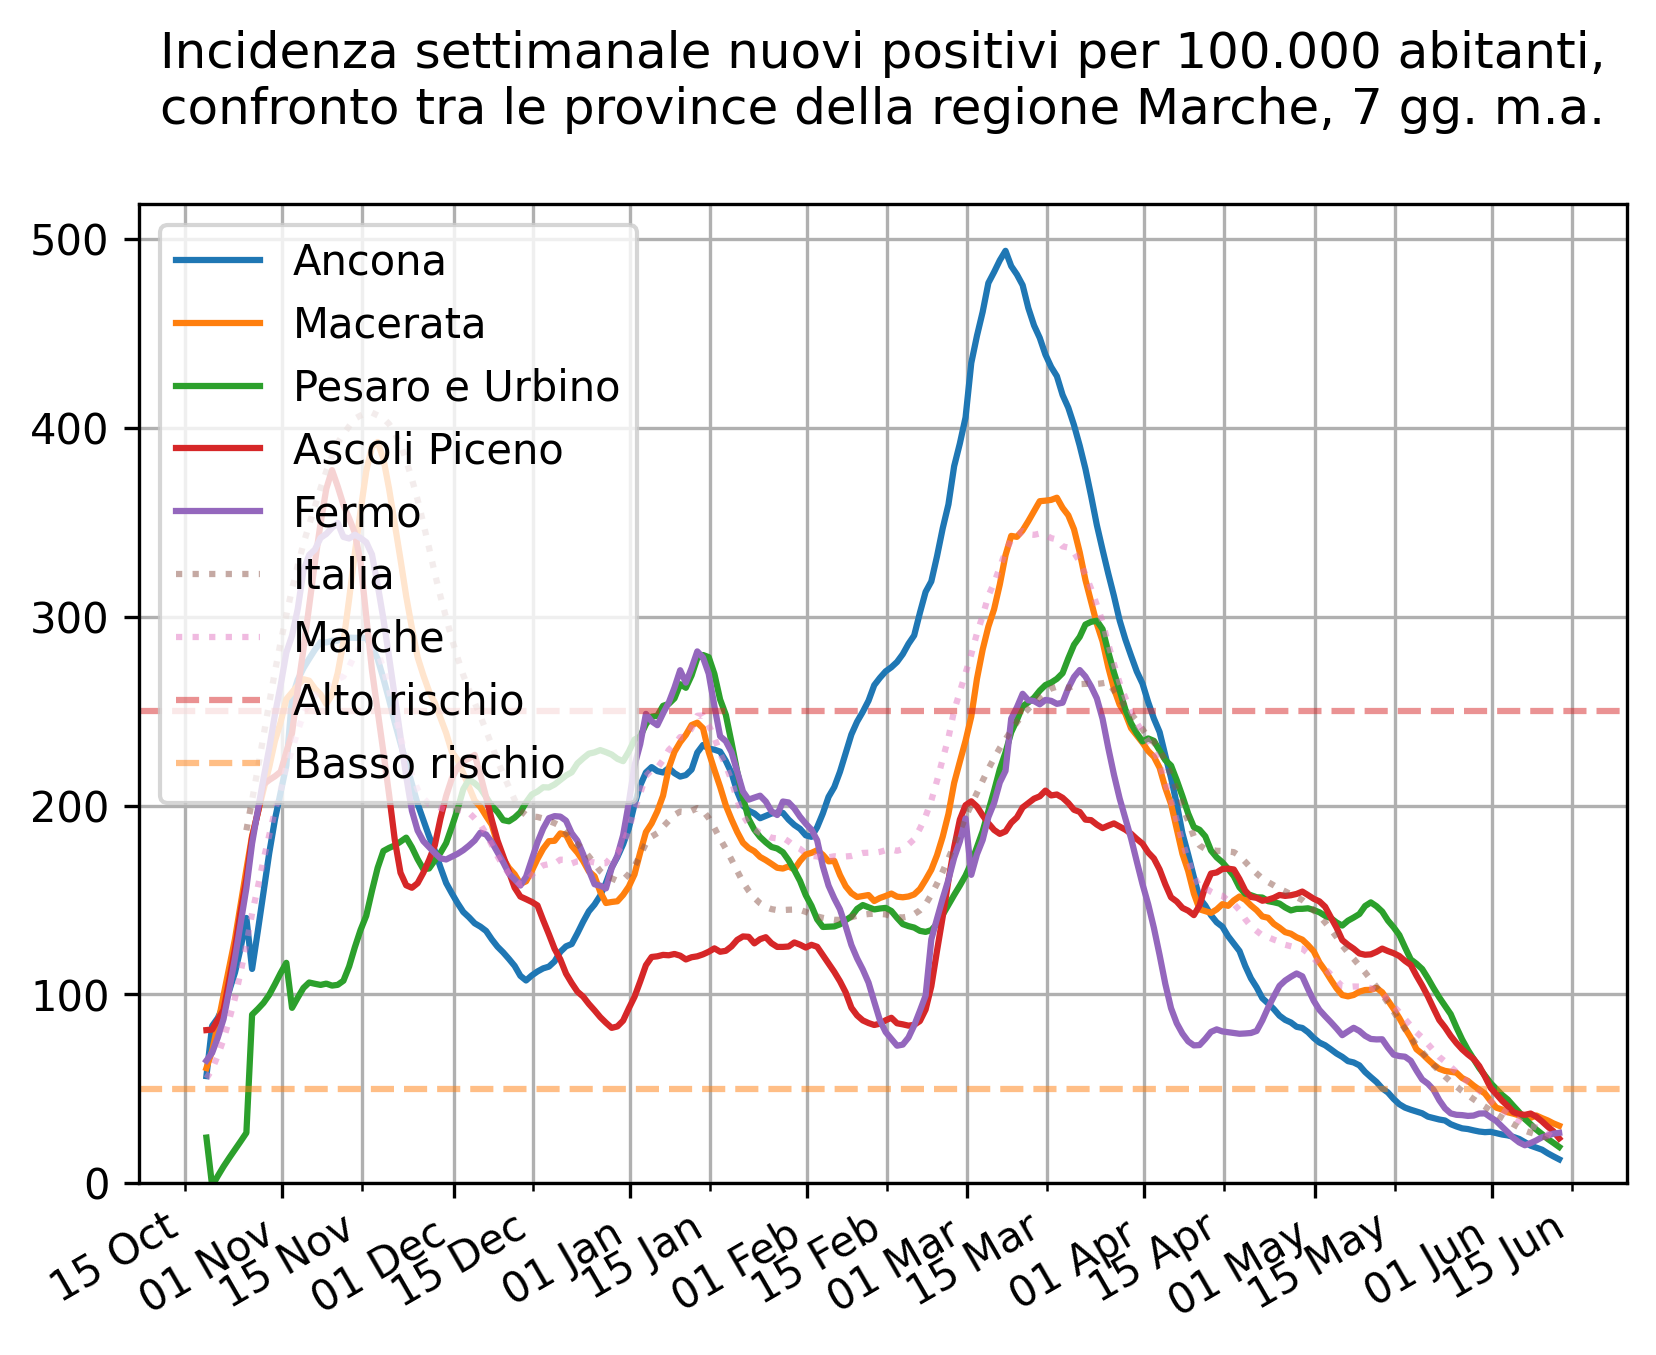 Incidenza settimanale nuovi positivi per 100.000 abitanti,
confronto tra le province della regione Marche, 7 gg. m.a.
500
400
300
200
100
0
Ancona
Macerata
Pesaro e Urbino
Ascoli Piceno
Fermo
Italia
Marche
Alto rischio
Basso rischio
15 Oct
01 Nov
15 Nov
01 Dec
15 Dec
01 Jan
15 Jan
01 Feb
15 Feb
01 Mar
15 Mar
01 Apr
15 Apr
01 May
15 May
01 Jun
15 Jun